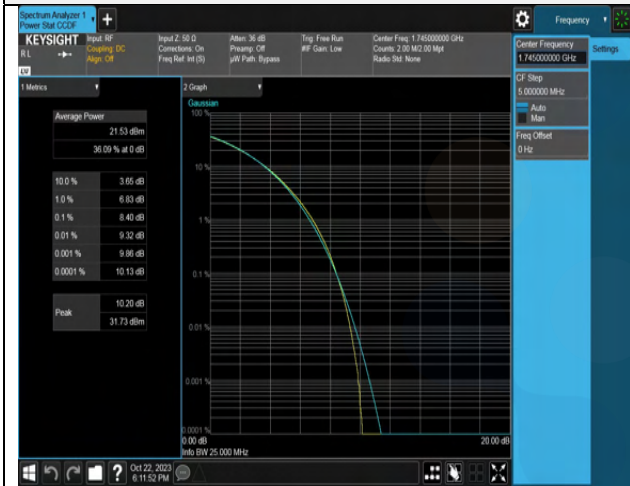 Spectrum Analyzer 1
Power Stat CCDF
+
Frequency
KEYSIGHT
RL
Input: RF
Coupling: DC
Align: Off
Input Z: 50 Ω
Corrections: On
Freq Ref: Int (S)
Atten: 36 dB
Preamp: Off
µW Path: Bypass
Trig: Free Run
#IF Gain: Low
Center Freq: 1.745000000 GHz
Counts: 2.00 M/2.00 Mpt
Radio Std: None
1 Metrics
Average Power
21.53 dBm
36.09 % at 0 dB
10.0 % 3.65 dB
1.0 % 6.83 dB
0.1 % 8.40 dB
0.01 % 9.32 dB
0.001 % 9.86 dB
0.0001 % 10.13 dB
Peak
10.20 dB
31.73 dBm
2 Graph
Gaussian
100 %
10 %
1 %
0.1 %
0.01 %
0.001 %
0.0001 %
0.00 dB
20.00 dB
Info BW 25.000 MHz
Center Frequency
1.745000000 GHz
Settings
CF Step
5.000000 MHz
Auto
Man
Freq Offset
0 Hz
?
Oct 22, 2023
6:11:52 PM